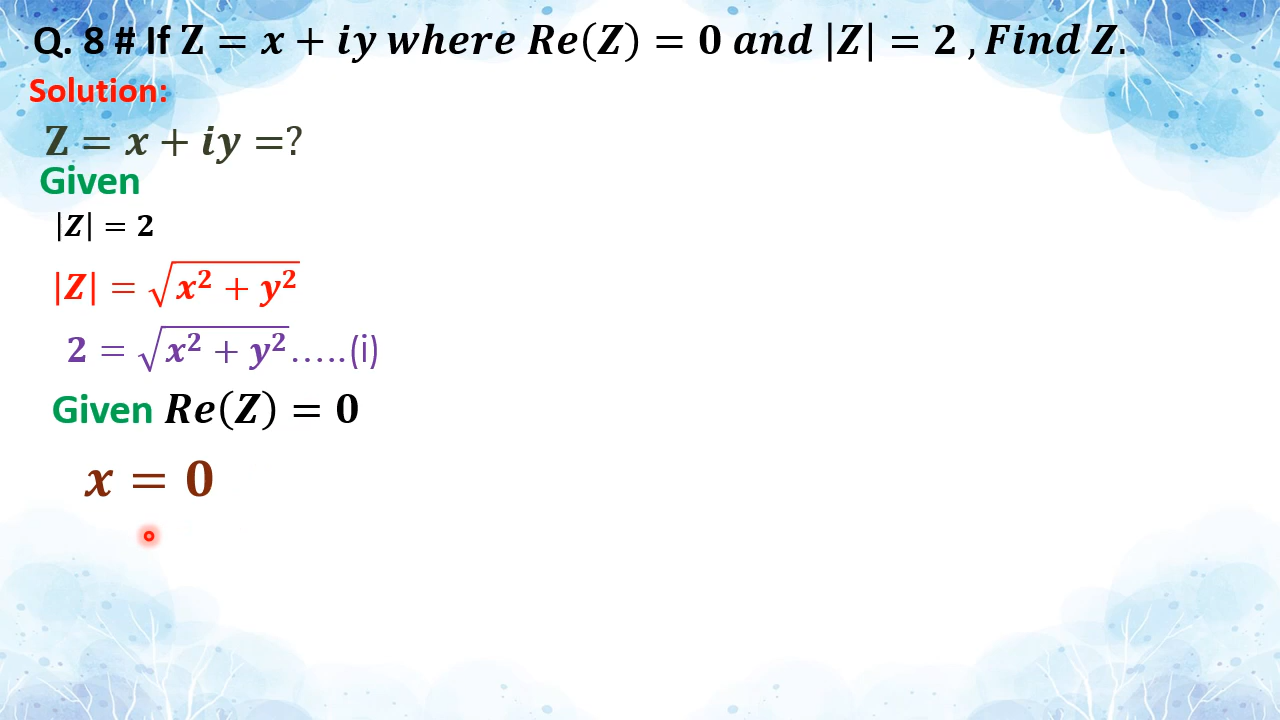 Q. 8 # If Z = x + iy where Re(Z) = 0 and |Z| = 2 , Find Z.
Solution:
Z = x + iy =?
Given
|Z| = 2
|Z| = √(x² + y²)
2 = √(x² + y²).....(i)
Given Re(Z) = 0
x = 0